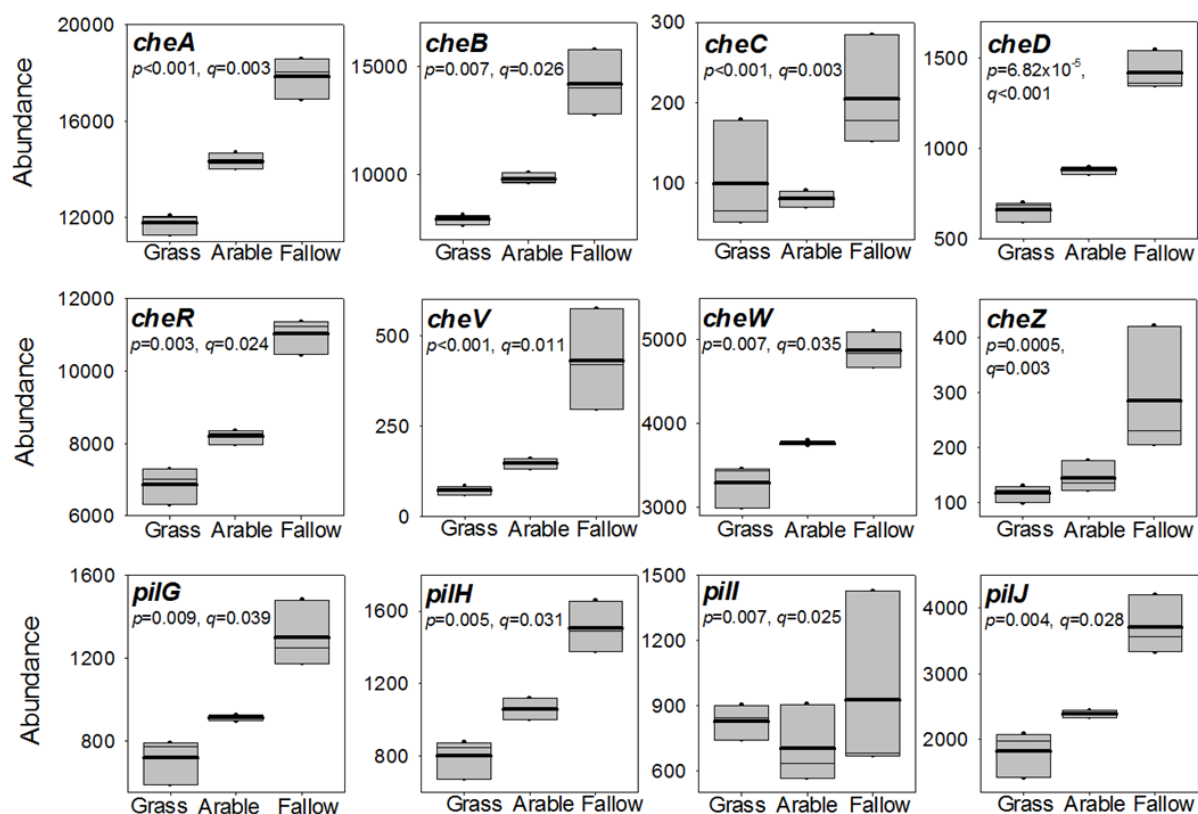 20000
16000
14000
12000
18000
Abundance
cheA
p<0.001, q=0.003
Grass Arable Fallow
15000
10000
cheB
p=0.007, q=0.026
Grass Arable Fallow
300
200
100
cheC
p<0.001, q=0.003
Grass Arable Fallow
1500
1000
500
cheD
p=6.82x10-5,
q<0.001
Grass Arable Fallow
12000
10000
8000
6000
Abundance
cheR
p=0.003, q=0.024
Grass Arable Fallow
500
250
0
cheV
p<0.001, q=0.011
Grass Arable Fallow
5000
4000
3000
cheW
p=0.007, q=0.035
Grass Arable Fallow
400
300
200
100
cheZ
p=0.0005,
q=0.003
Grass Arable Fallow
1600
1200
800
Abundance
pilG
p=0.009, q=0.039
Grass Arable Fallow
1600
1200
800
pilH
p=0.005, q=0.031
Grass Arable Fallow
1500
1200
900
600
pilI
p=0.007, q=0.025
Grass Arable Fallow
4000
3000
2000
pilJ
p=0.004, q=0.028
Grass Arable Fallow